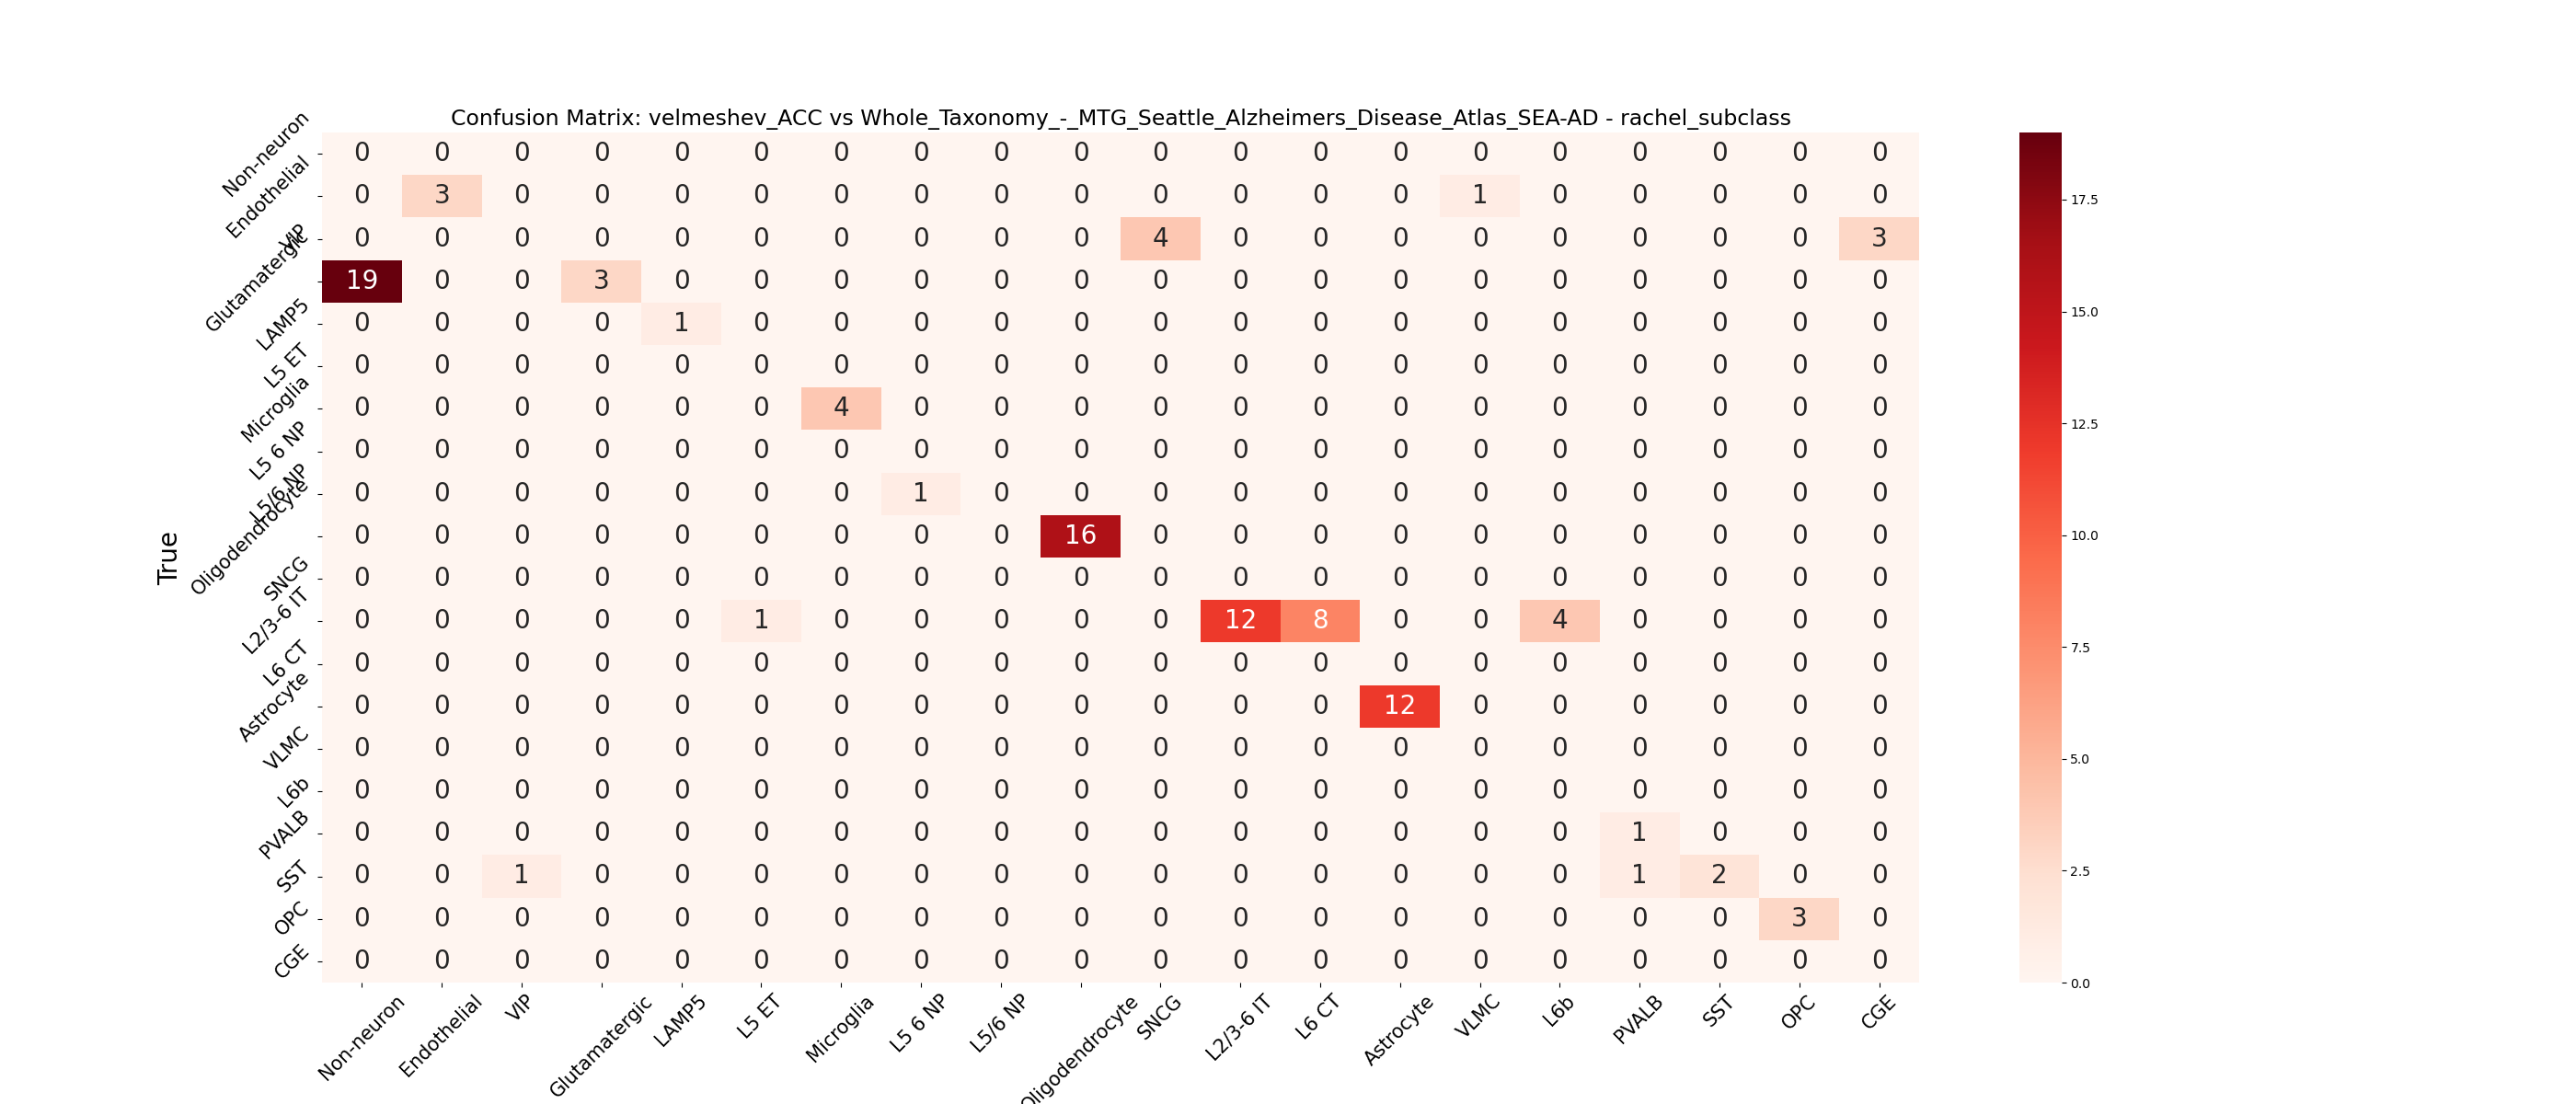 Confusion Matrix: velmeshev_ACC vs Whole_Taxonomy_-_MTG_Seattle_Alzheimers_Disease_Atlas_SEA-AD - rachel_subclass
True
Non-neuron 0 0 0 0 0 0 0 0 0 0 0 0 0 0 0 0 0 0 0 0
Endothelial 0 3 0 0 0 0 0 0 0 0 0 0 0 0 1 0 0 0 0 0
VIP 0 0 0 0 0 0 0 0 0 0 4 0 0 0 0 0 0 0 0 3
Glutamatergic 19 0 0 3 0 0 0 0 0 0 0 0 0 0 0 0 0 0 0 0
LAMP5 0 0 0 0 1 0 0 0 0 0 0 0 0 0 0 0 0 0 0 0
L5 ET 0 0 0 0 0 0 0 0 0 0 0 0 0 0 0 0 0 0 0 0
Microglia 0 0 0 0 0 0 4 0 0 0 0 0 0 0 0 0 0 0 0 0
L5 6 NP 0 0 0 0 0 0 0 0 0 0 0 0 0 0 0 0 0 0 0 0
L5/6 NP 0 0 0 0 0 0 0 1 0 0 0 0 0 0 0 0 0 0 0 0
Oligodendrocyte 0 0 0 0 0 0 0 0 0 16 0 0 0 0 0 0 0 0 0 0
SNCG 0 0 0 0 0 0 0 0 0 0 0 0 0 0 0 0 0 0 0 0
L2/3-6 IT 0 0 0 0 0 1 0 0 0 0 0 12 8 0 0 4 0 0 0 0
L6 CT 0 0 0 0 0 0 0 0 0 0 0 0 0 0 0 0 0 0 0 0
Astrocyte 0 0 0 0 0 0 0 0 0 0 0 0 0 12 0 0 0 0 0 0
VLMC 0 0 0 0 0 0 0 0 0 0 0 0 0 0 0 0 0 0 0 0
L6b 0 0 0 0 0 0 0 0 0 0 0 0 0 0 0 0 0 0 0 0
PVALB 0 0 0 0 0 0 0 0 0 0 0 0 0 0 0 0 1 0 0 0
SST 0 0 1 0 0 0 0 0 0 0 0 0 0 0 0 0 1 2 0 0
OPC 0 0 0 0 0 0 0 0 0 0 0 0 0 0 0 0 0 0 3 0
CGE 0 0 0 0 0 0 0 0 0 0 0 0 0 0 0 0 0 0 0 0
Non-neuron Endothelial VIP Glutamatergic LAMP5 L5 ET Microglia L5 6 NP L5/6 NP Oligodendrocyte SNCG L2/3-6 IT L6 CT Astrocyte VLMC L6b PVALB SST OPC CGE
17.5
15.0
12.5
10.0
7.5
5.0
2.5
0.0